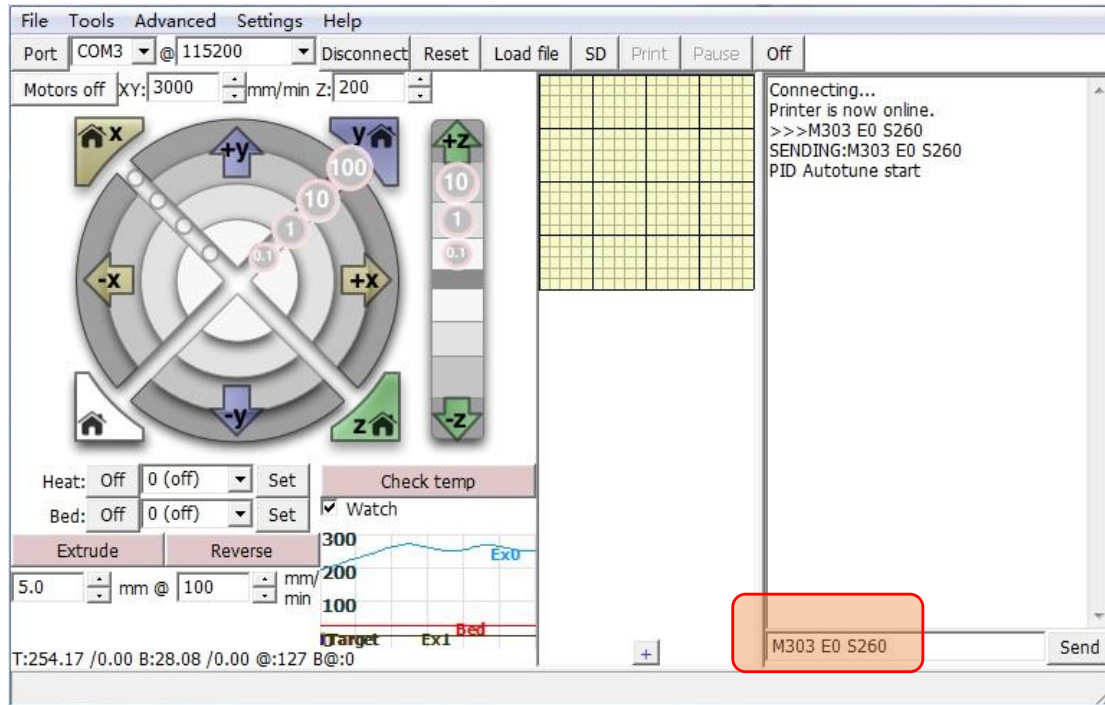 File Tools Advanced Settings Help
Port COM3 @ 115200 Disconnect Reset Load file SD Print Pause Off
Motors off XY: 3000 mm/min Z: 200
x +y y +z
100 10 1 0.1
10 1 0.1
-x +x
-y z -z
Connecting...
Printer is now online.
>>>M303 E0 S260
SENDING:M303 E0 S260
PID Autotune start
Heat: Off 0 (off) Set Check temp
Bed: Off 0 (off) Set Watch
Extrude Reverse
5.0 mm @ 100 mm/
min
300
Ex0
200
100
Bed
Target Ex1
T:254.17 /0.00 B:28.08 /0.00 @:127 B@:0
+
M303 E0 S260 Send